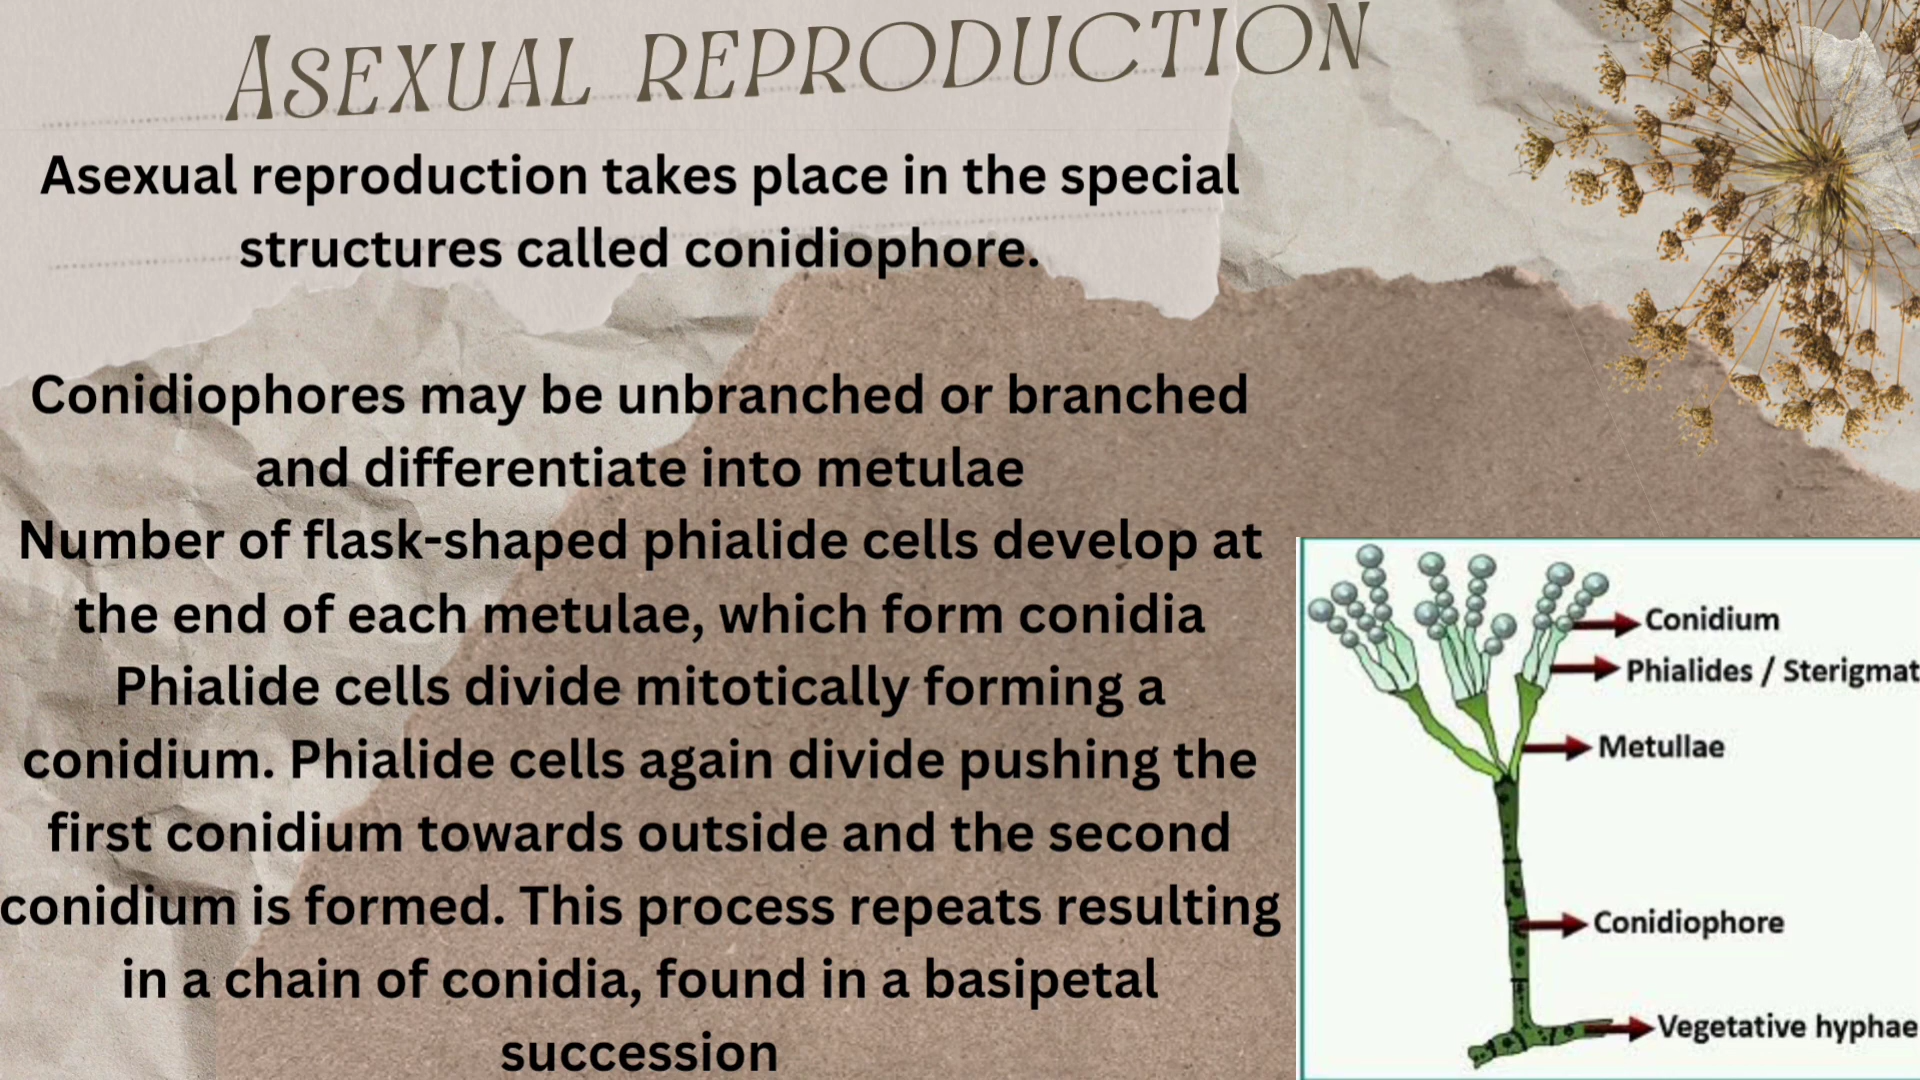 ASEXUAL REPRODUCTION
Asexual reproduction takes place in the special
structures called conidiophore.
Conidiophores may be unbranched or branched
and differentiate into metulae
Number of flask-shaped phialide cells develop at
the end of each metulae, which form conidia
Phialide cells divide mitotically forming a
conidium. Phialide cells again divide pushing the
first conidium towards outside and the second
conidium is formed. This process repeats resulting
in a chain of conidia, found in a basipetal
succession
Conidium
Phialides / Sterigmat
Metullae
Conidiophore
Vegetative hyphae